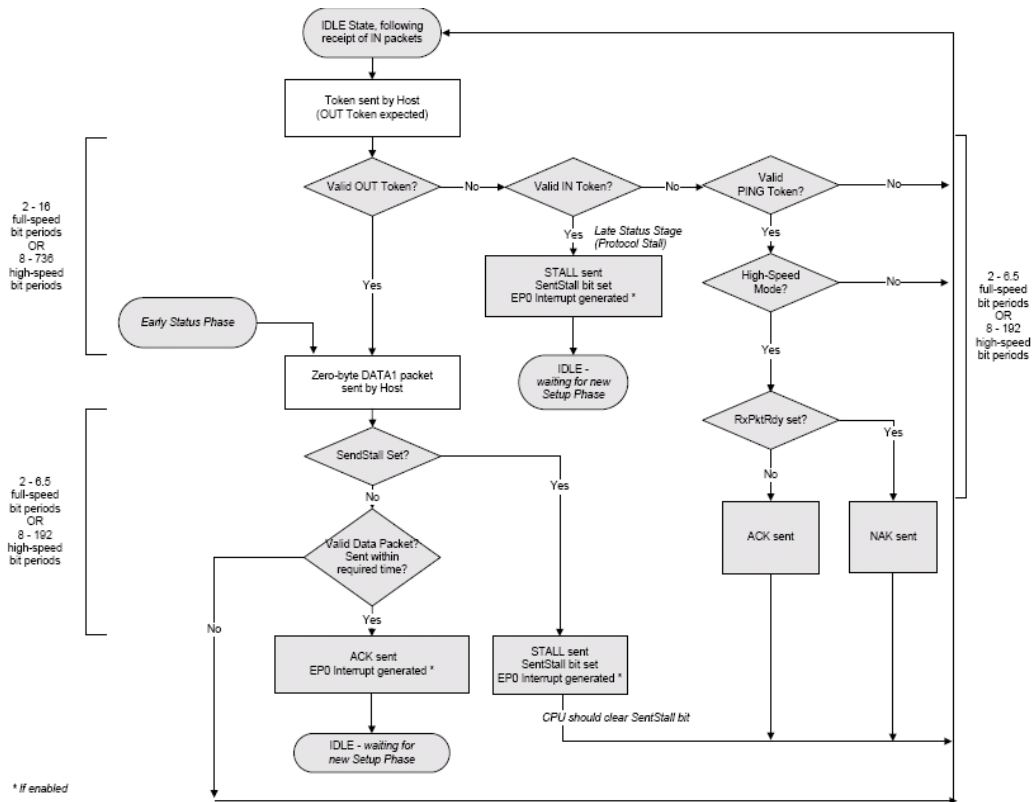 IDLE State, following
receipt of IN packets
Token sent by Host
(OUT Token expected)
Valid OUT Token?
No
Valid IN Token?
No
Valid
PING Token?
No
2 - 16
full-speed
bit periods
OR
8 - 736
high-speed
bit periods
Yes
Late Status Stage
(Protocol Stall)
Yes
STALL sent
SentStall bit set
EP0 Interrupt generated *
High-Speed
Mode?
No
2 - 6.5
full-speed
bit periods
OR
8 - 192
high-speed
bit periods
Yes
Early Status Phase
Yes
Zero-byte DATA1 packet
sent by Host
IDLE -
waiting for new
Setup Phase
RxPktRdy set?
Yes
No
SendStall Set?
Yes
No
2 - 6.5
full-speed
bit periods
OR
8 - 192
high-speed
bit periods
Valid Data Packet?
Sent within
required time?
ACK sent
NAK sent
No
Yes
ACK sent
EP0 Interrupt generated *
STALL sent
SentStall bit set
EP0 Interrupt generated *
CPU should clear SentStall bit
IDLE - waiting for
new Setup Phase
* If enabled